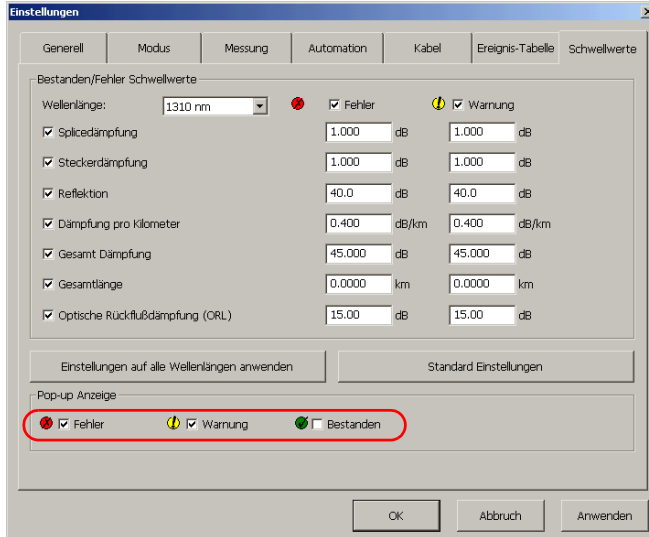 Einstellungen
Generell Modus Messung Automation Kabel Ereignis-Tabelle Schwellwerte
Bestanden/Fehler Schwellwerte
Wellenlänge: 1310 nm Fehler Warnung
Splicedämpfung 1.000 dB 1.000 dB
Steckerdämpfung 1.000 dB 1.000 dB
Reflektion 40.0 dB 40.0 dB
Dämpfung pro Kilometer 0.400 dB/km 0.400 dB/km
Gesamt Dämpfung 45.000 dB 45.000 dB
Gesamtlänge 0.0000 km 0.0000 km
Optische Rückflußdämpfung (ORL) 15.00 dB 15.00 dB
Einstellungen auf alle Wellenlängen anwenden Standard Einstellungen
Pop-up Anzeige
Fehler Warnung Bestanden
OK Abbruch Anwenden